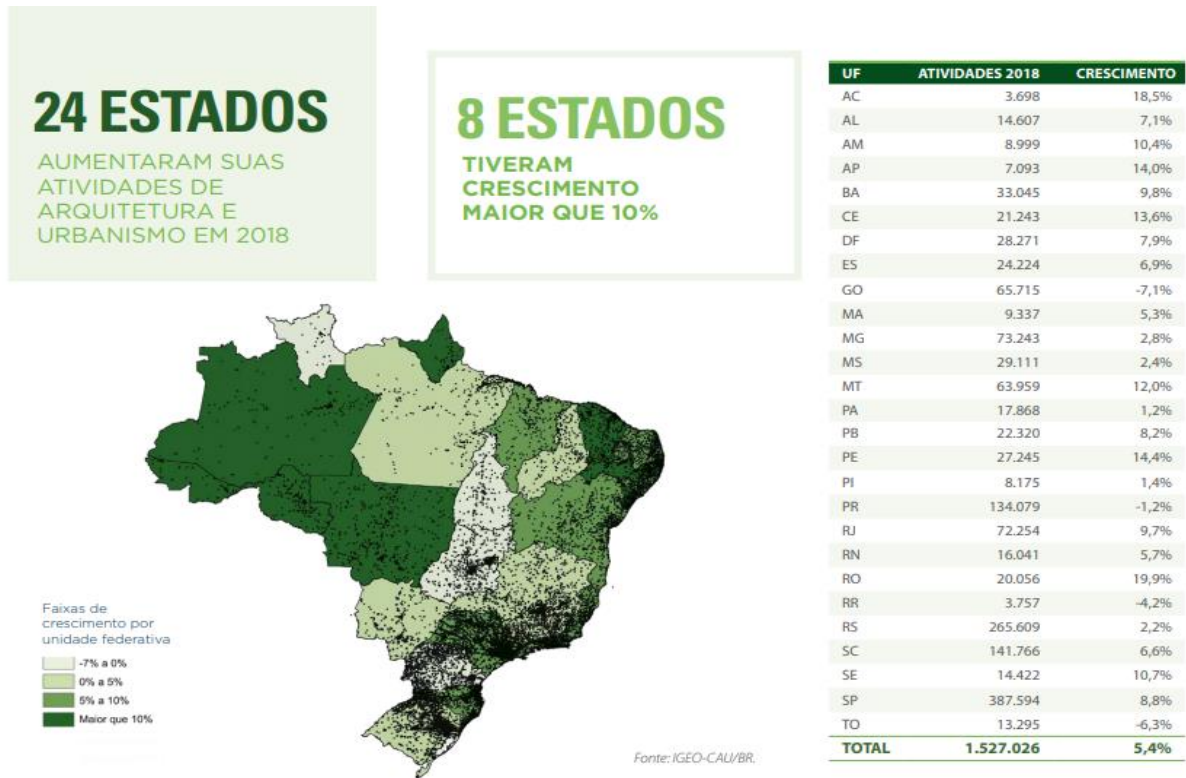 24 ESTADOS
AUMENTARAM SUAS
ATIVIDADES DE
ARQUITETURA E
URBANISMO EM 2018
8 ESTADOS
TIVERAM
CRESCIMENTO
MAIOR QUE 10%
UF ATIVIDADES 2018 CRESCIMENTO
AC 3.698 18,5%
AL 14.607 7,1%
AM 8.999 10,4%
AP 7.093 14,0%
BA 33.045 9,8%
CE 21.243 13,6%
DF 28.271 7,9%
ES 24.224 6,9%
GO 65.715 -7,1%
MA 9.337 5,3%
MG 73.243 2,8%
MS 29.111 2,4%
MT 63.959 12,0%
PA 17.868 1,2%
PB 22.320 8,2%
PE 27.245 14,4%
PI 8.175 1,4%
PR 134.079 -1,2%
RJ 72.254 9,7%
RN 16.041 5,7%
RO 20.056 19,9%
RR 3.757 -4,2%
RS 265.609 2,2%
SC 141.766 6,6%
SE 14.422 10,7%
SP 387.594 8,8%
TO 13.295 -6,3%
TOTAL 1.527.026 5,4%
Faixas de
crescimento por
unidade federativa
-7% a 0%
0% a 5%
5% a 10%
Maior que 10%
Fonte: IGEO-CAU/BR.